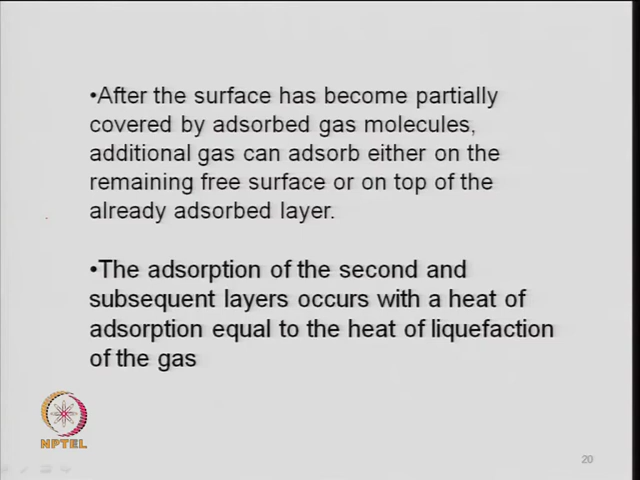 •After the surface has become partially
covered by adsorbed gas molecules,
additional gas can adsorb either on the
remaining free surface or on top of the
already adsorbed layer.
•The adsorption of the second and
subsequent layers occurs with a heat of
adsorption equal to the heat of liquefaction
of the gas
NPTEL
20